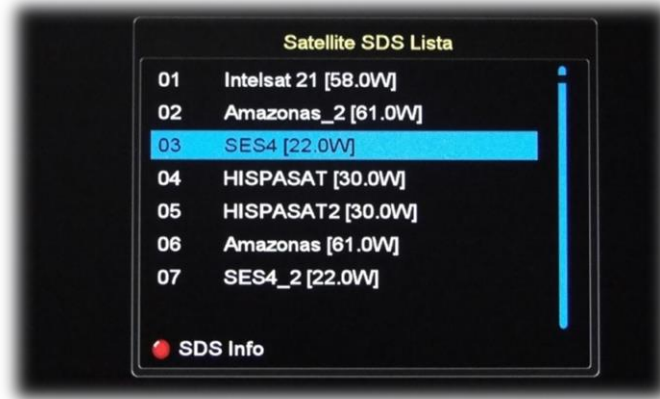 Satellite SDS Lista
01 Intelsat 21 [58.0W]
02 Amazonas_2 [61.0W]
03 SES4 [22.0W]
04 HISPASAT [30.0W]
05 HISPASAT2 [30.0W]
06 Amazonas [61.0W]
07 SES4_2 [22.0W]
SDS Info